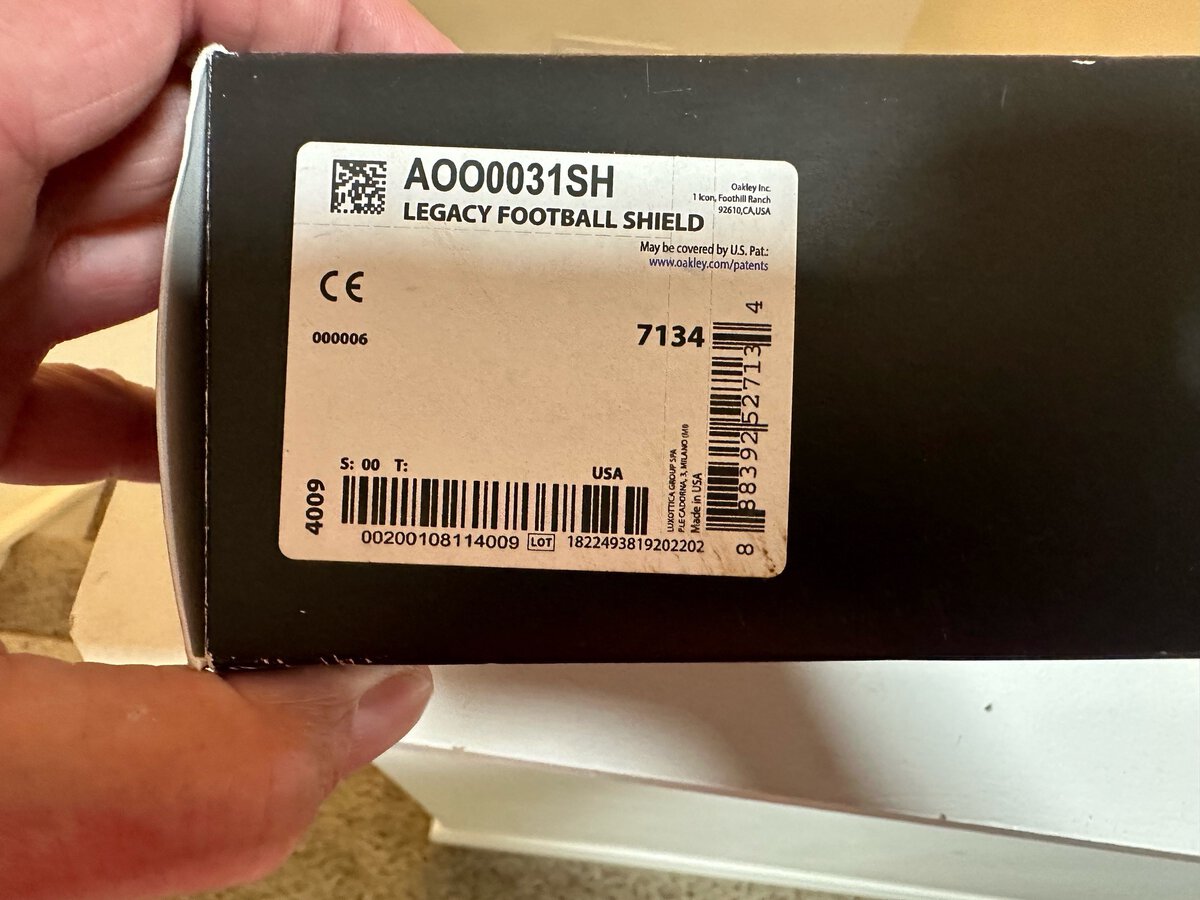 AOO0031SH
LEGACY FOOTBALL SHIELD
Oakley Inc.
1 Icon, Foothill Ranch
92610,CA,USA
May be covered by U.S. Pat.:
www.oakley.com/patents
CE
000006
7134
S: 00 T:
USA
4009
00200108114009 LOT 1822493819202202
LUXOTTICA GROUP SPA
P.LE CADORNA, 3, MILANO (MI)
Made in USA
8 883925 2713 4